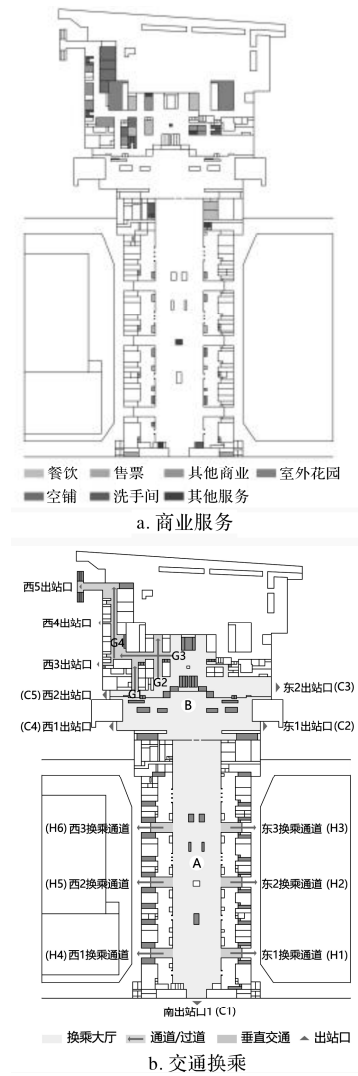 餐饮 售票 其他商业 室外花园
空铺 洗手间 其他服务
a. 商业服务
西5出站口
G4
西4出站口
G3
西3出站口
G1 G2
(C5) 西2出站口 东2出站口 (C3)
B
(C4) 西1出站口 东1出站口 (C2)
(H6) 西3换乘通道 东3换乘通道 (H3)
A
(H5) 西2换乘通道 东2换乘通道 (H2)
(H4) 西1换乘通道 东1换乘通道 (H1)
南出站口1 (C1)
换乘大厅 通道/过道 垂直交通 出站口
b. 交通换乘